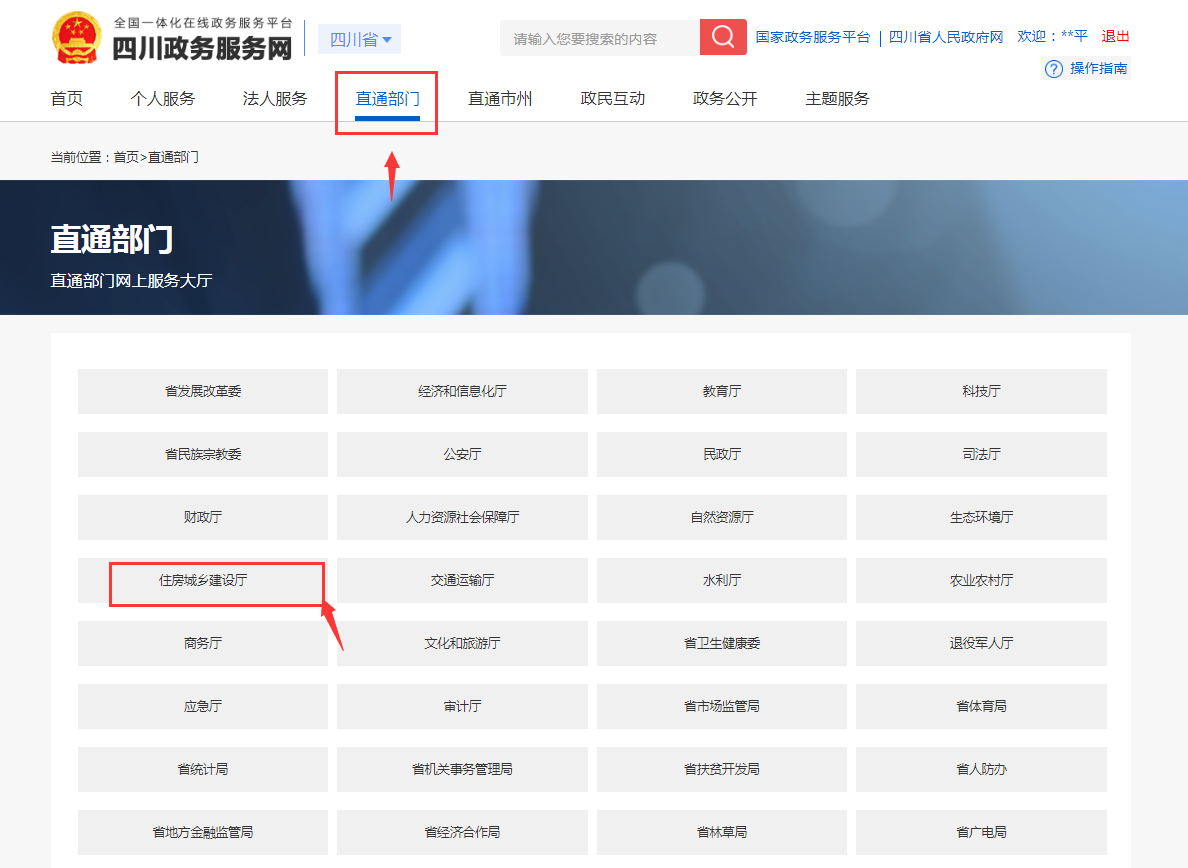 全国一体化在线政务服务平台
四川政务服务网
四川省
请输入您要搜索的内容
国家政务服务平台 | 四川省人民政府网 欢迎：**平 退出
? 操作指南
首页 个人服务 法人服务 直通部门 直通市州 政民互动 政务公开 主题服务
当前位置：首页>直通部门
直通部门
直通部门网上服务大厅
省发展改革委 经济和信息化厅 教育厅 科技厅
省民族宗教委 公安厅 民政厅 司法厅
财政厅 人力资源社会保障厅 自然资源厅 生态环境厅
住房城乡建设厅 交通运输厅 水利厅 农业农村厅
商务厅 文化和旅游厅 省卫生健康委 退役军人厅
应急厅 审计厅 省市场监管局 省体育局
省统计局 省机关事务管理局 省扶贫开发局 省人防办
省地方金融监管局 省经济合作局 省林草局 省广电局